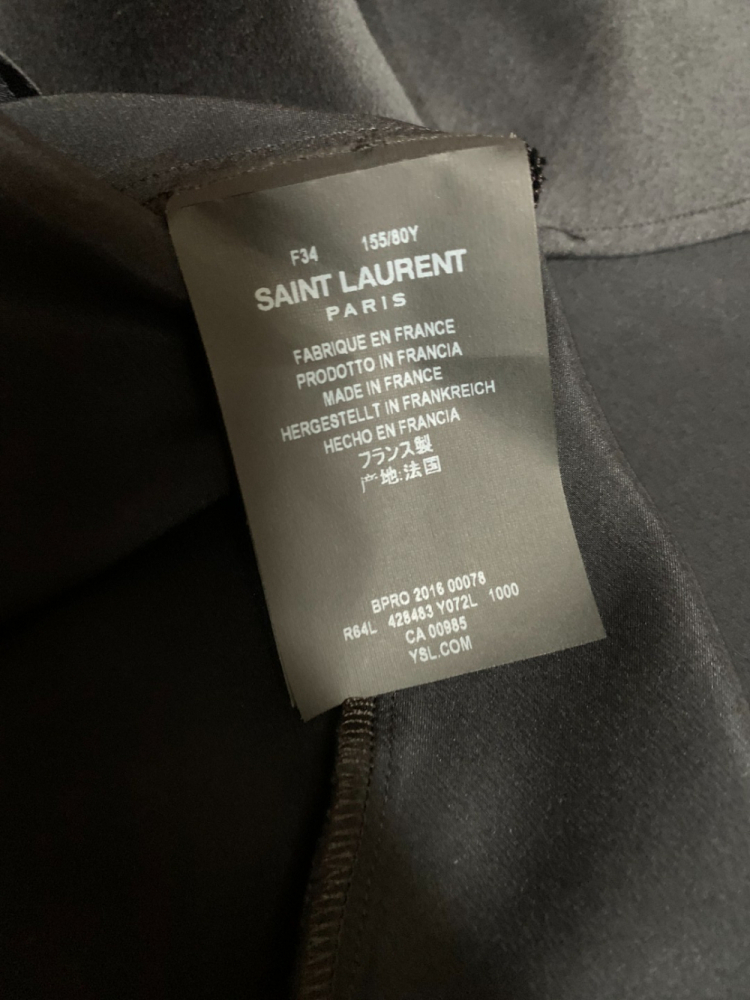 F34 155/80Y
SAINT LAURENT
PARIS
FABRIQUE EN FRANCE
PRODOTTO IN FRANCIA
MADE IN FRANCE
HERGESTELLT IN FRANKREICH
HECHO EN FRANCIA
フランス製
产地:法国
BPRO 2016 00078
R64L 428483 Y072L 1000
CA 00985
YSL.COM